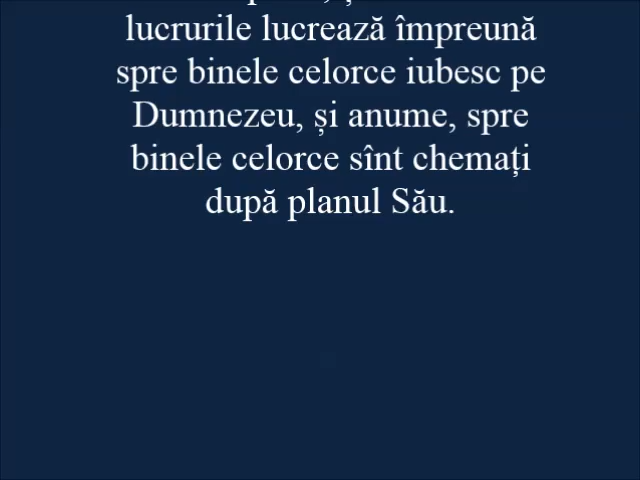 lucrurile lucrează împreună
spre binele celorce iubesc pe
Dumnezeu, și anume, spre
binele celorce sînt chemați
după planul Său.